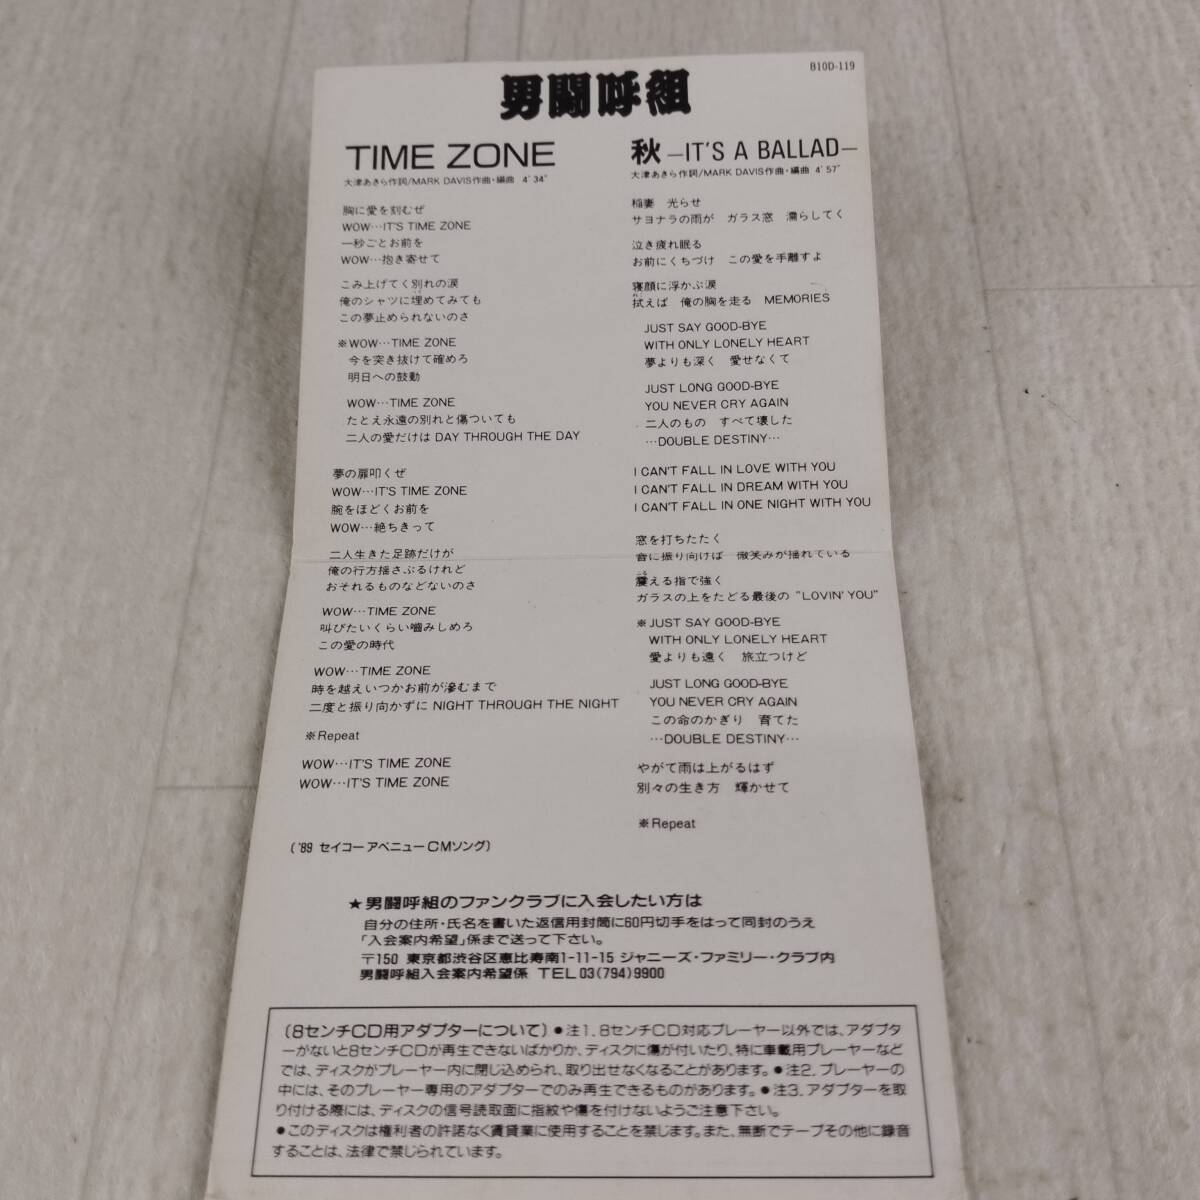 B10D-119
男闘呼組
TIME ZONE
大津あきら作詞/MARK DAVIS作曲・編曲 4'34"
胸に愛を刻むぜ
WOW…IT'S TIME ZONE
一秒ごとお前を
WOW…抱き寄せて
こみ上げてく別れの涙
俺のシャツに埋めてみても
この夢止められないのさ
※WOW…TIME ZONE
今を突き抜けて確めろ
明日への鼓動
WOW…TIME ZONE
たとえ永遠の別れと傷ついても
二人の愛だけは DAY THROUGH THE DAY
夢の扉叩くぜ
WOW…IT'S TIME ZONE
腕をほどくお前を
WOW…絶ちきって
二人生きた足跡だけが
俺の行方揺さぶるけれど
おそれるものなどないのさ
WOW…TIME ZONE
叫びたいくらい嚙みしめろ
この愛の時代
WOW…TIME ZONE
時を越えいつかお前が滲むまで
二度と振り向かずに NIGHT THROUGH THE NIGHT
※Repeat
WOW…IT'S TIME ZONE
WOW…IT'S TIME ZONE
('89 セイコーアベニューCMソング)
秋 –IT'S A BALLAD–
大津あきら作詞/MARK DAVIS作曲・編曲 4'57"
稲妻 光らせ
サヨナラの雨が ガラス窓 濡らしてく
泣き疲れ眠る
お前にくちづけ この愛を手離すよ
寝顔に浮かぶ涙
拭えば 俺の胸を走る MEMORIES
JUST SAY GOOD-BYE
WITH ONLY LONELY HEART
夢よりも深く 愛せなくて
JUST LONG GOOD-BYE
YOU NEVER CRY AGAIN
二人のもの すべて壊した
…DOUBLE DESTINY…
I CAN'T FALL IN LOVE WITH YOU
I CAN'T FALL IN DREAM WITH YOU
I CAN'T FALL IN ONE NIGHT WITH YOU
窓を打ちたたく
音に振り向けば 微笑みが揺れている
震える指で強く
ガラスの上をたどる最後の “LOVIN' YOU”
※JUST SAY GOOD-BYE
WITH ONLY LONELY HEART
愛よりも遠く 旅立つけど
JUST LONG GOOD-BYE
YOU NEVER CRY AGAIN
この命のかぎり 育てた
…DOUBLE DESTINY…
やがて雨は上がるはず
別々の生き方 輝かせて
※Repeat
★男闘呼組のファンクラブに入会したい方は
自分の住所・氏名を書いた返信用封筒に60円切手をはって同封のうえ
「入会案内希望」係まで送って下さい。
〒150 東京都渋谷区恵比寿南1-11-15 ジャニーズ・ファミリー・クラブ内
男闘呼組入会案内希望係 TEL 03(794)9900
(8センチCD用アダプターについて)●注1.8センチCD対応プレーヤー以外では、アダプタ
ーがないと8センチCDが再生できないばかりか、ディスクに傷が付いたり、特に車載用プレーヤーなど
では、ディスクがプレーヤー内に閉じ込められ、取り出せなくなることがあります。●注2.プレーヤーの
中には、そのプレーヤー専用のアダプターでのみ再生できるものがあります。●注3.アダプターを取
り付ける際には、ディスクの信号読取面に指紋や傷を付けないようご注意下さい。
●このディスクは権利者の許諾なく賃貸業に使用することを禁じます。また、無断でテープその他に録音
することは、法律で禁じられています。